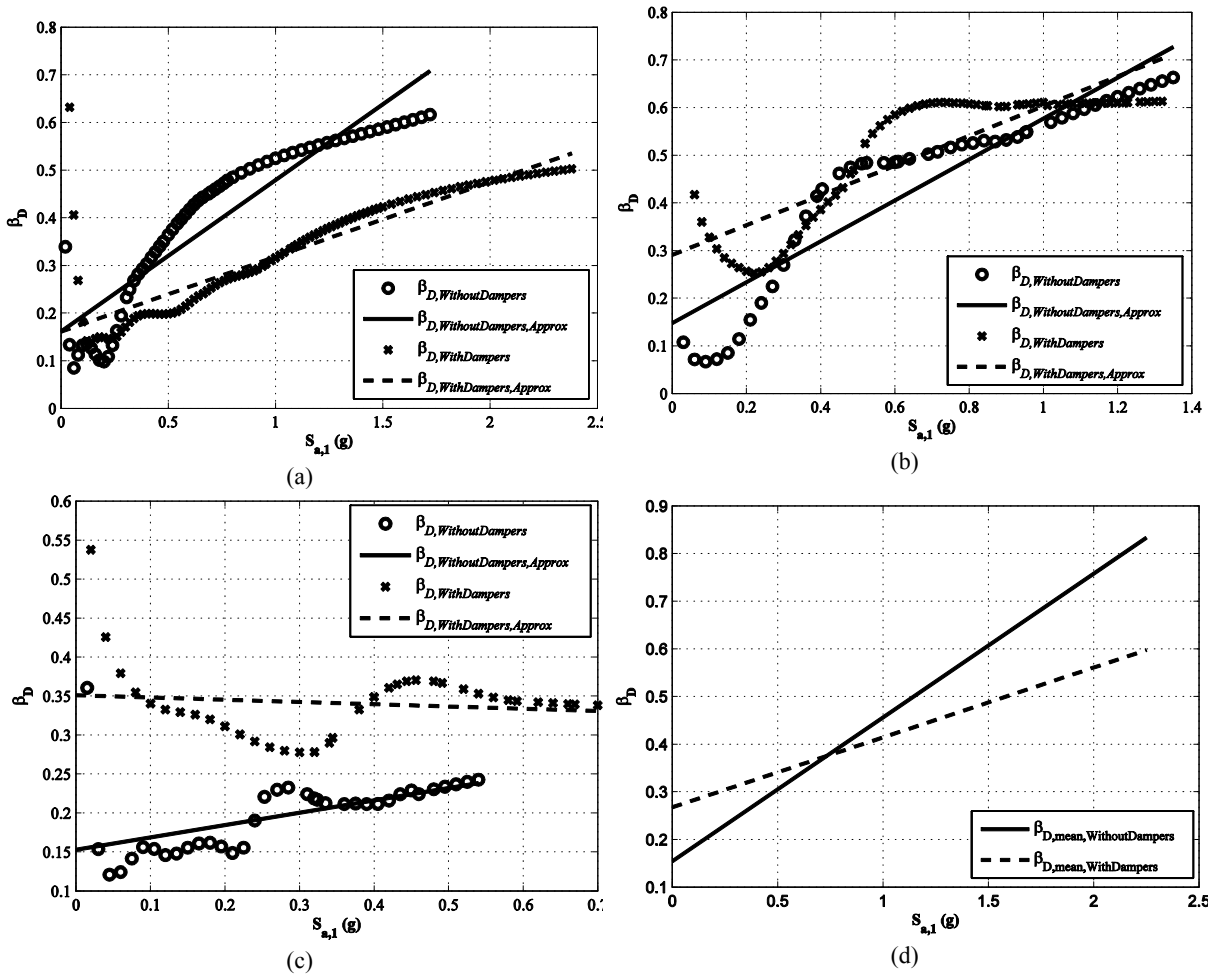 0.8
0.7
0.6
0.5
0.4
0.3
0.2
0.1
0
β_D
0 0.5 1 1.5 2 2.5
S_a,1 (g)
β_D,WithoutDampers
β_D,WithoutDampers,Approx
β_D,WithDampers
β_D,WithDampers,Approx
(a)
0.8
0.7
0.6
0.5
0.4
0.3
0.2
0.1
0
β_D
0 0.2 0.4 0.6 0.8 1 1.2 1.4
S_a,1 (g)
β_D,WithoutDampers
β_D,WithoutDampers,Approx
β_D,WithDampers
β_D,WithDampers,Approx
(b)
0.6
0.55
0.5
0.45
0.4
0.35
0.3
0.25
0.2
0.15
0.1
β_D
0 0.1 0.2 0.3 0.4 0.5 0.6 0.7
S_a,1 (g)
β_D,WithoutDampers
β_D,WithoutDampers,Approx
β_D,WithDampers
β_D,WithDampers,Approx
(c)
0.9
0.8
0.7
0.6
0.5
0.4
0.3
0.2
0.1
β_D
0 0.5 1 1.5 2 2.5
S_a,1 (g)
β_D,mean,WithoutDampers
β_D,mean,WithDampers
(d)